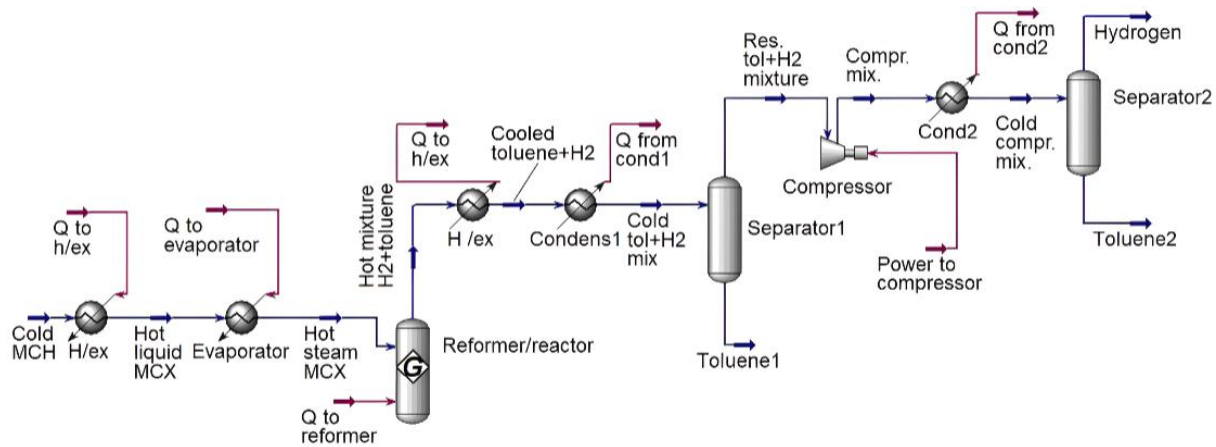 Res.
tol+H2
mixture
Compr.
mix.
Q from
cond2
Hydrogen
Separator2
Cond2
Cold
compr.
mix.
Compressor
Toluene2
Power to
compressor
Q to
h/ex
Cooled
toluene+H2
Q from
cond1
H /ex
Condens1
Cold
tol+H2
mix
Separator1
Toluene1
Q to
h/ex
Q to
evaporator
Hot mixture
H2+toluene
Cold
MCH
H/ex
Hot
liquid
MCX
Evaporator
Hot
steam
MCX
G
Reformer/reactor
Q to
reformer